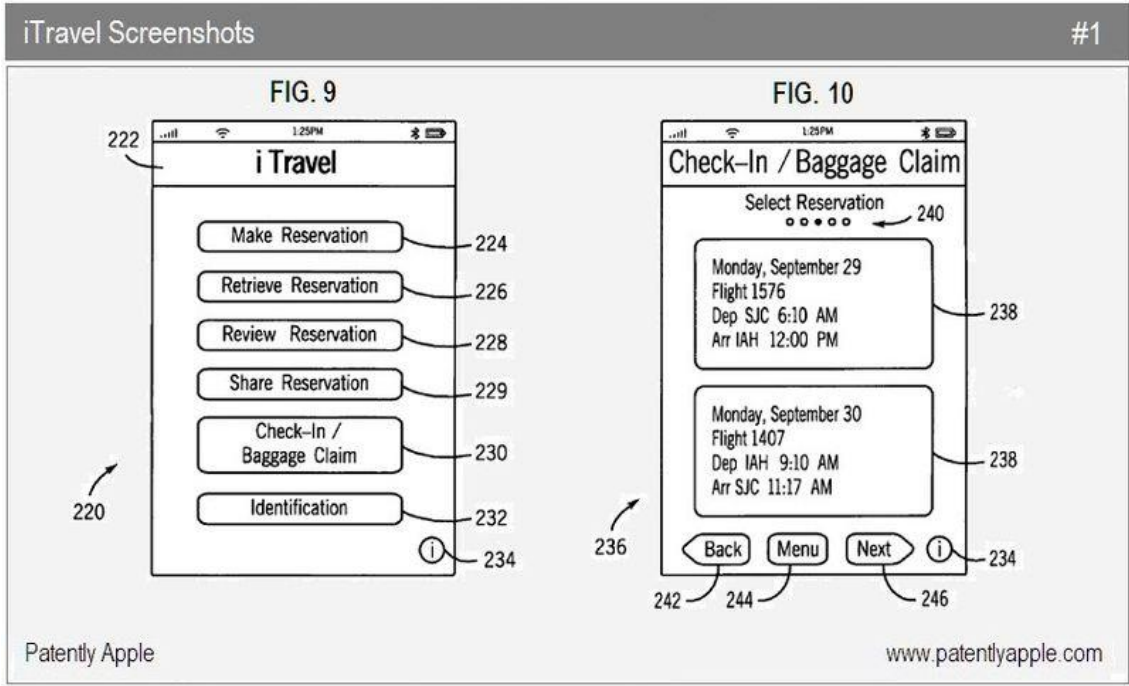 iTravel Screenshots
#1
FIG. 9
1:25PM
222
i Travel
Make Reservation
224
Retrieve Reservation
226
Review Reservation
228
Share Reservation
229
Check-In /
Baggage Claim
230
Identification
232
i
234
220
FIG. 10
1:25PM
Check-In / Baggage Claim
Select Reservation
240
Monday, September 29
Flight 1576
Dep SJC 6:10 AM
Arr IAH 12:00 PM
238
Monday, September 30
Flight 1407
Dep IAH 9:10 AM
Arr SJC 11:17 AM
238
236
Back
Menu
Next
i
234
242
244
246
Patently Apple
www.patentlyapple.com